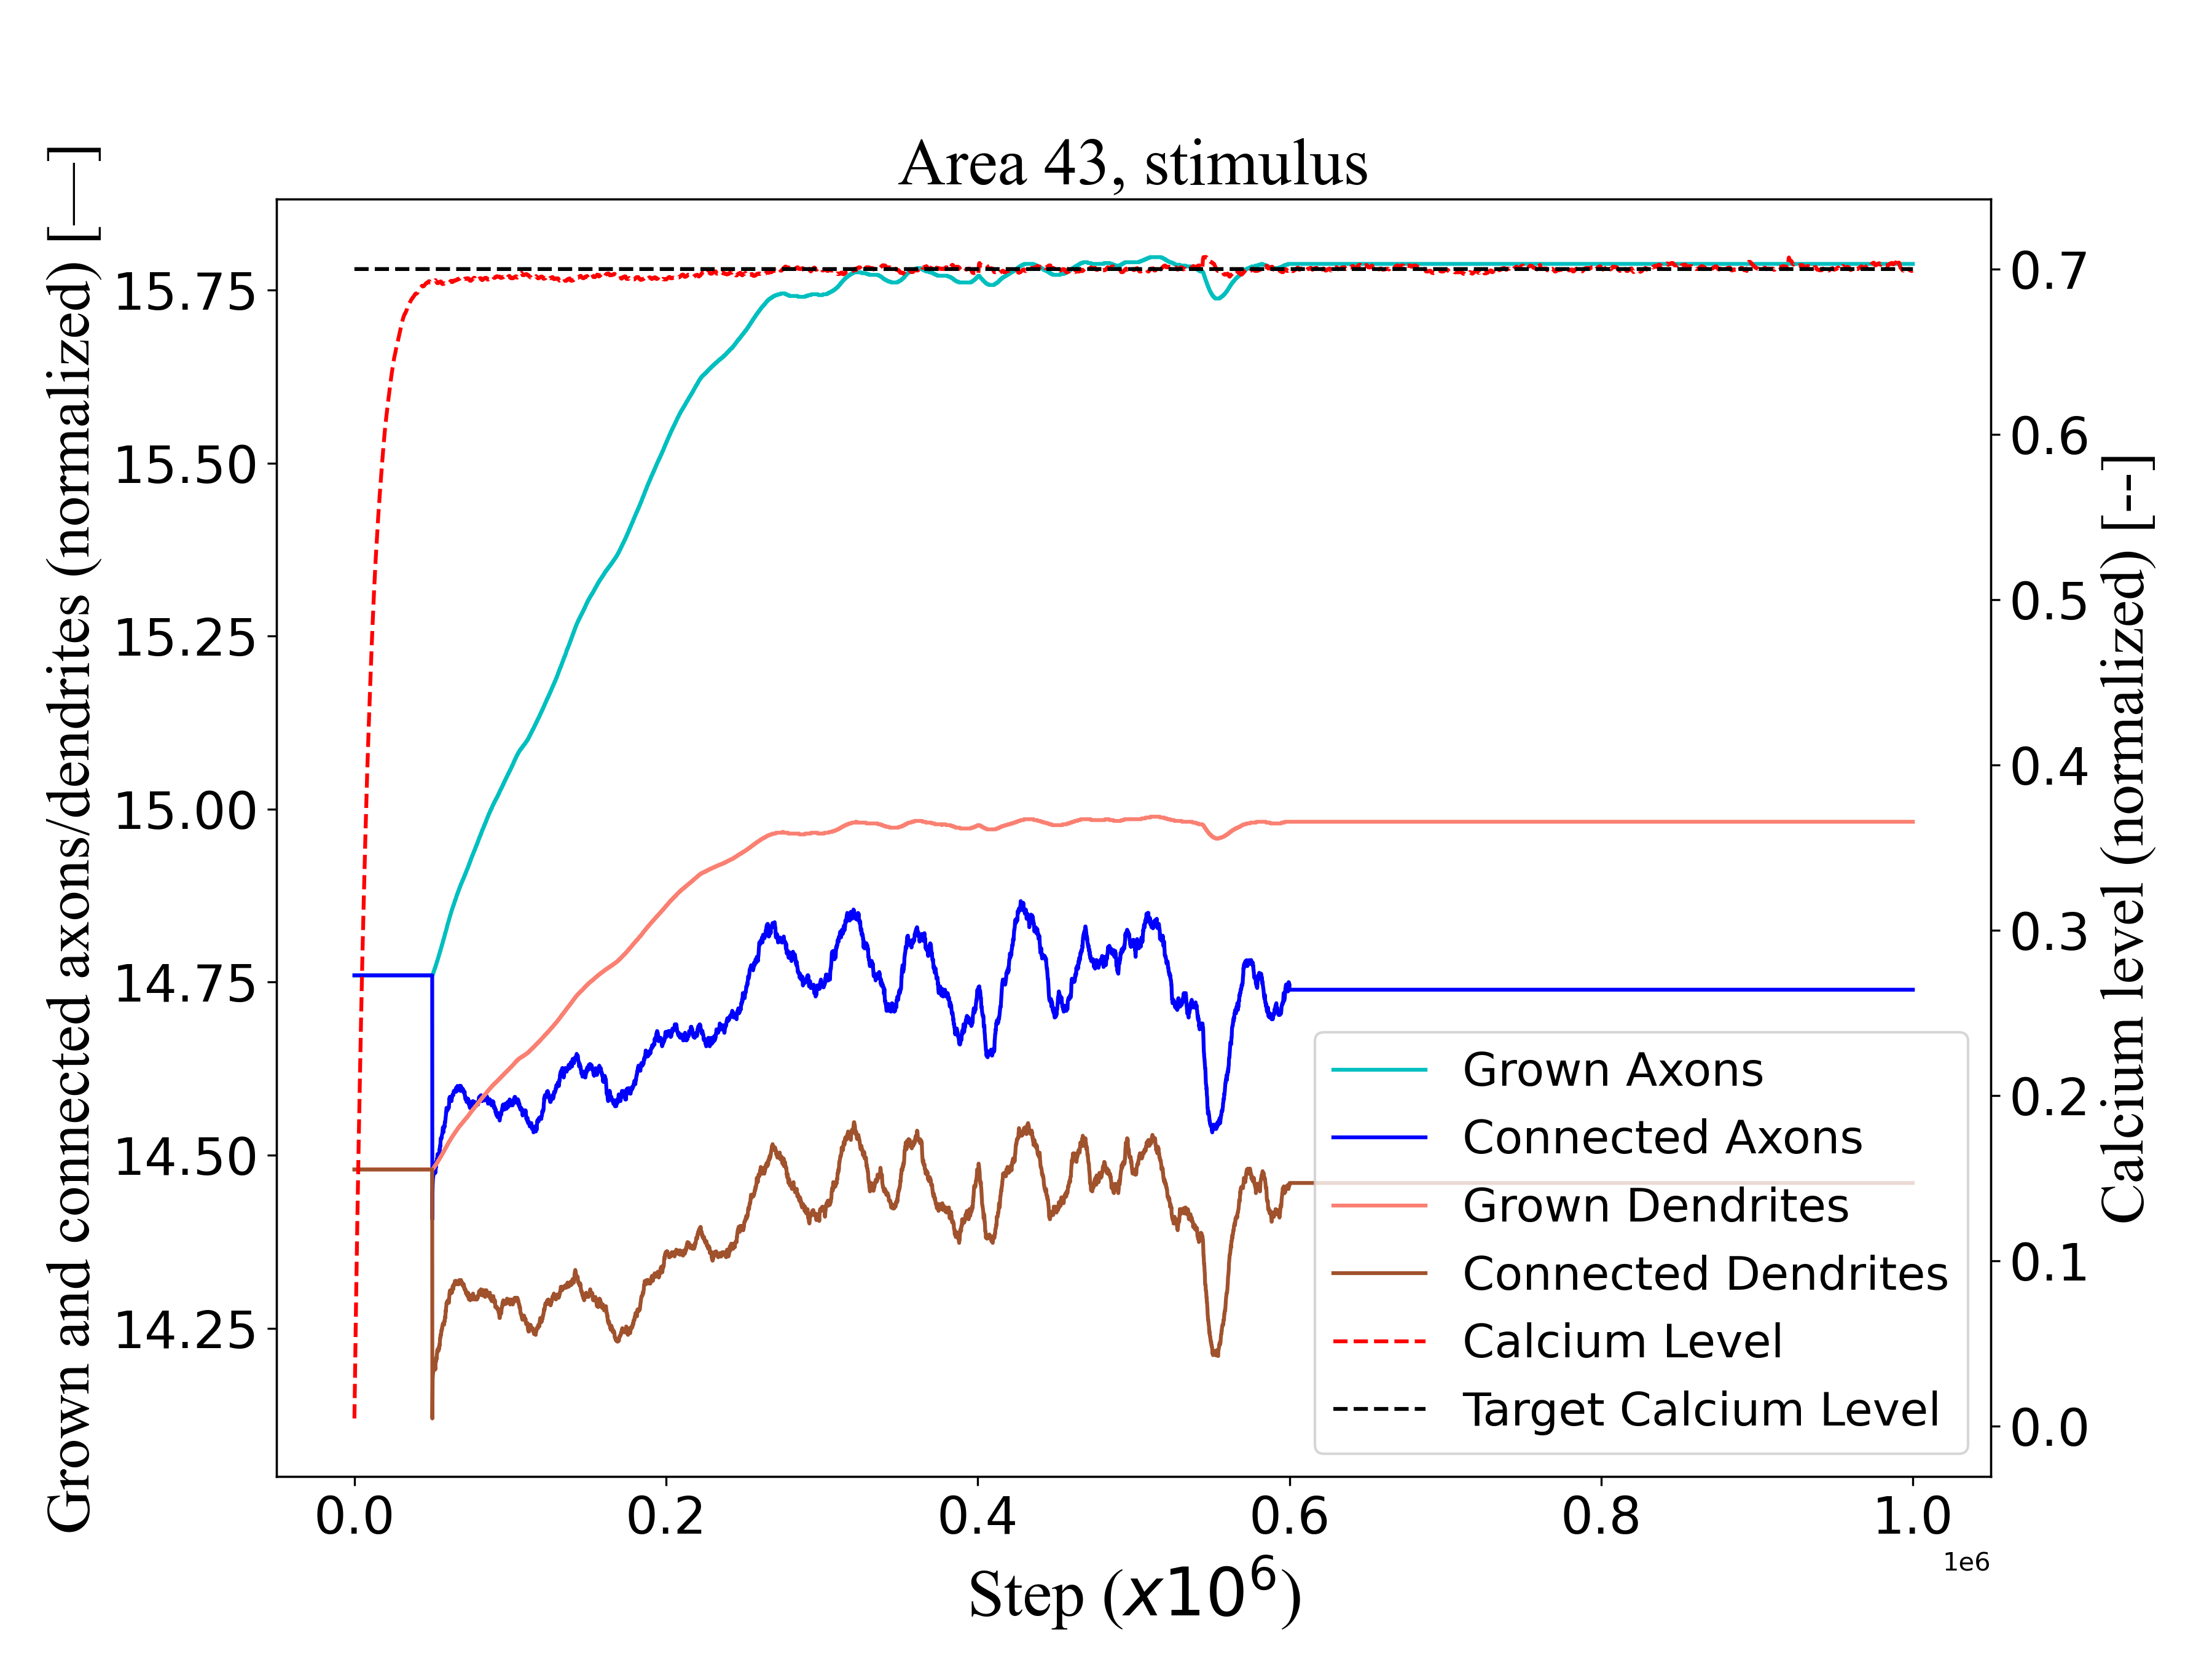 Area 43, stimulus
Grown and connected axons/dendrites (normalized) [—]
15.75
15.50
15.25
15.00
14.75
14.50
14.25
0.7
0.6
0.5
0.4
0.3
0.2
0.1
0.0
Calcium level (normalized) [--]
Grown Axons
Connected Axons
Grown Dendrites
Connected Dendrites
Calcium Level
Target Calcium Level
0.0 0.2 0.4 0.6 0.8 1.0
1e6
Step (x10⁶)